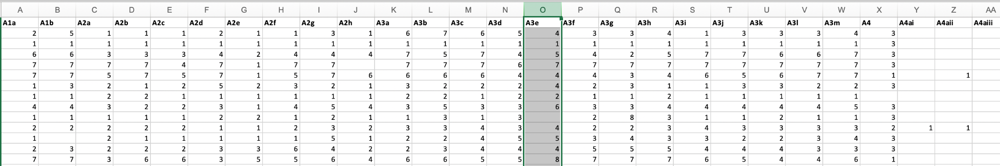 A B C D E F G H I J K L M N O P Q R S T U V W X Y Z AA
A1a A1b A2a A2b A2c A2d A2e A2f A2g A2h A3a A3b A3c A3d A3e A3f A3g A3h A3i A3j A3k A3l A3m A4 A4ai A4aii A4aiii
2 5 1 1 1 2 1 1 3 1 6 7 6 5 4 3 3 4 1 3 3 3 4 3
1 1 1 1 1 1 1 1 1 1 1 1 1 1 1 1 1 1 1 1 1 1 1 3
6 6 3 3 3 4 2 4 4 4 7 5 7 4 5 4 2 5 7 7 6 6 7 3
7 7 7 7 4 7 1 7 7 7 7 7 6 7 7 7 7 7 7 7 7 7 3
7 7 5 7 5 7 1 5 7 6 6 6 6 4 4 4 3 4 6 5 6 7 7 1 1
1 3 2 1 2 5 2 3 2 1 3 2 2 2 4 2 3 1 1 3 3 2 2 3
1 1 2 2 1 1 1 1 1 1 2 2 1 2 2 1 1 2 1 1 1 1 1
4 4 3 2 2 3 1 4 5 4 3 5 3 3 6 3 3 4 4 4 4 4 5 3
1 1 1 1 1 2 2 1 2 1 1 3 1 3 2 8 3 1 1 2 1 1 3
2 2 2 2 2 1 1 2 3 2 3 3 4 3 4 2 2 3 4 3 3 3 3 2 1 1
1 2 1 1 1 1 1 5 1 2 2 4 5 5 3 4 3 3 2 2 3 4 3
2 3 2 2 2 3 3 6 4 2 2 3 4 4 4 5 5 5 4 4 4 3 3 3
7 7 3 6 6 3 5 5 6 4 6 6 5 5 8 7 7 7 6 5 4 4 6 1